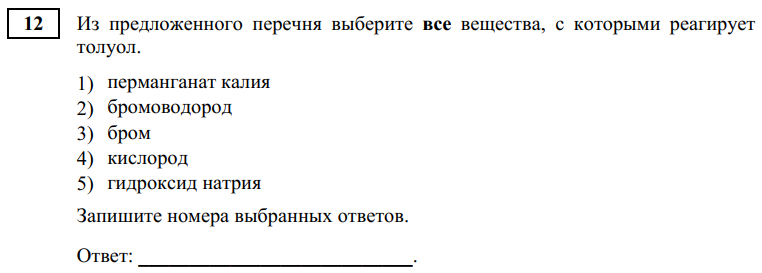 12 Из предложенного перечня выберите все вещества, с которыми реагирует
толуол.
1) перманганат калия
2) бромоводород
3) бром
4) кислород
5) гидроксид натрия
Запишите номера выбранных ответов.
Ответ: ___________________________.